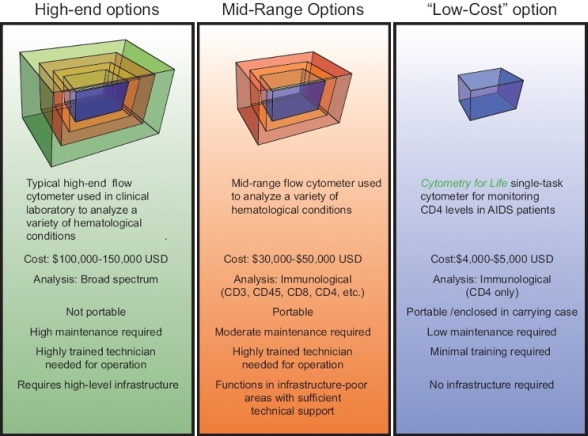 High-end options
Typical high-end flow
cytometer used in clinical
laboratory to analyze a
variety of hematological
conditions
Cost: $100,000-150,000 USD
Analysis: Broad spectrum
Not portable
High maintenance required
Highly trained technician
needed for operation
Requires high-level infrastructure
Mid-Range Options
Mid-range flow cytometer used
to analyze a variety of
hematological conditions
Cost: $30,000-$50,000 USD
Analysis: Immunological
(CD3, CD45, CD8, CD4, etc.)
Portable
Moderate maintenance required
Highly trained technician
needed for operation
Functions in infrastructure-poor
areas with sufficient
technical support
“Low-Cost” option
Cytometry for Life single-task
cytometer for monitoring
CD4 levels in AIDS patients
Cost:$4,000-$5,000 USD
Analysis: Immunological
(CD4 only)
Portable /enclosed in carrying case
Low maintenance required
Minimal training required
No infrastructure required